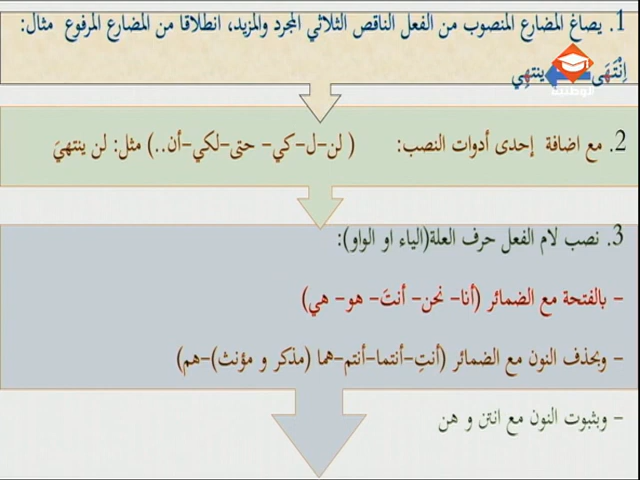 1. يصاغ المضارع المنصوب من الفعل الناقص الثلاثي المجرد والمزيد، انطلاقا من المضارع المرفوع مثال:
اِنْتَهَى ينتهِي
الوطنية
2. مع اضافة إحدى أدوات النصب: ( لن-ل-كي- حتى-لكي-أن..) مثل: لن ينتهيَ
3. نصب لام الفعل حرف العلة(الياء او الواو):
- بالفتحة مع الضمائر (أنا- نحن- أنتَ- هو- هي)
- وبحذف النون مع الضمائر (أنتِ-أنتما-أنتم-هما (مذكر و مؤنث)-هم)
- وبثبوت النون مع انتن و هن